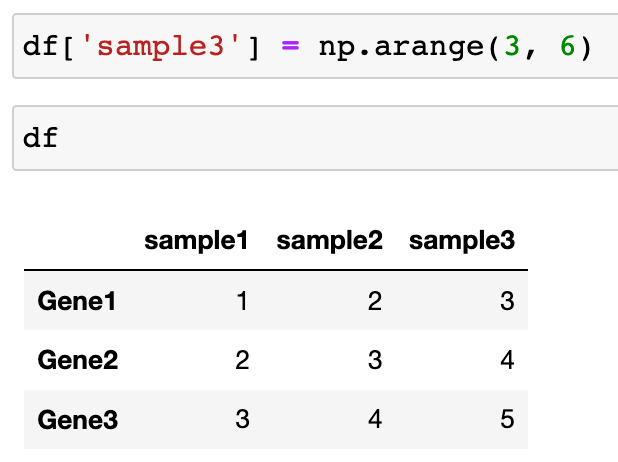 df['sample3'] = np.arange(3, 6)
df
sample1 sample2 sample3
Gene1 1 2 3
Gene2 2 3 4
Gene3 3 4 5